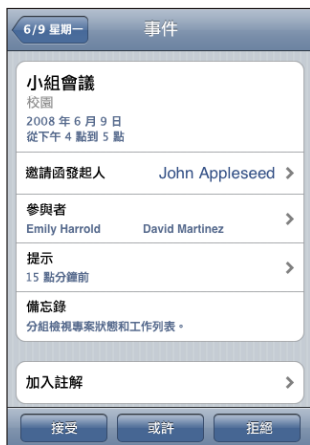 6/9 星期一
事件
小組會議
校園
2008 年 6 月 9 日
從下午 4 點到 5 點
邀請函發起人 John Appleseed
參與者
Emily Harrold David Martinez
提示
15 點分鐘前
備忘錄
分組檢視專案狀態和工作列表。
加入註解
接受 或許 拒絕